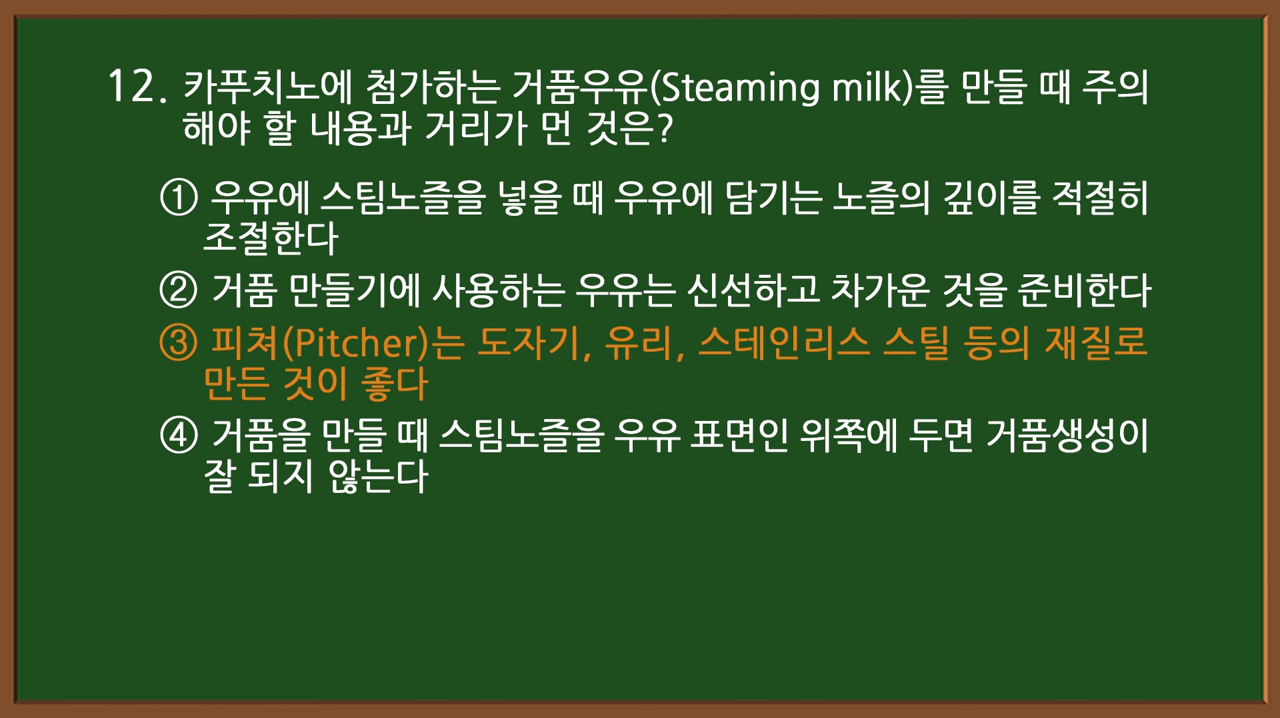 12. 카푸치노에 첨가하는 거품우유(Steaming milk)를 만들 때 주의
해야 할 내용과 거리가 먼 것은?
① 우유에 스팀노즐을 넣을 때 우유에 담기는 노즐의 깊이를 적절히
조절한다
② 거품 만들기에 사용하는 우유는 신선하고 차가운 것을 준비한다
③ 피쳐(Pitcher)는 도자기, 유리, 스테인리스 스틸 등의 재질로
만든 것이 좋다
④ 거품을 만들 때 스팀노즐을 우유 표면인 위쪽에 두면 거품생성이
잘 되지 않는다